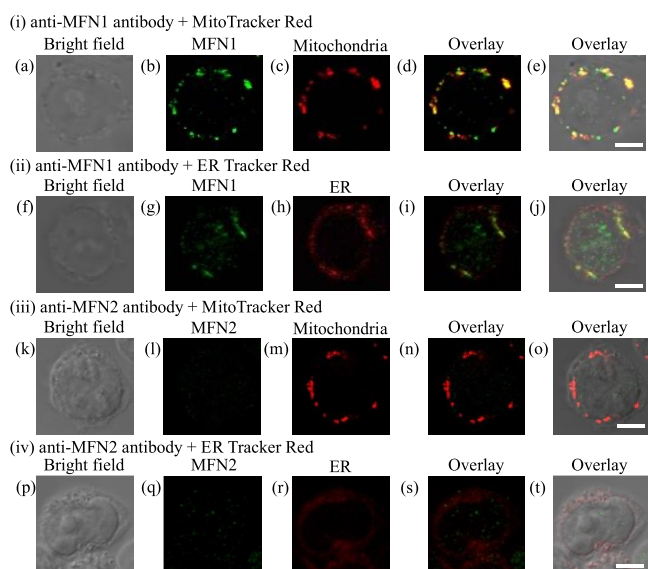 (i) anti-MFN1 antibody + MitoTracker Red
Bright field MFN1 Mitochondria Overlay Overlay
(a) (b) (c) (d) (e)
(ii) anti-MFN1 antibody + ER Tracker Red
Bright field MFN1 ER Overlay Overlay
(f) (g) (h) (i) (j)
(iii) anti-MFN2 antibody + MitoTracker Red
Bright field MFN2 Mitochondria Overlay Overlay
(k) (l) (m) (n) (o)
(iv) anti-MFN2 antibody + ER Tracker Red
Bright field MFN2 ER Overlay Overlay
(p) (q) (r) (s) (t)